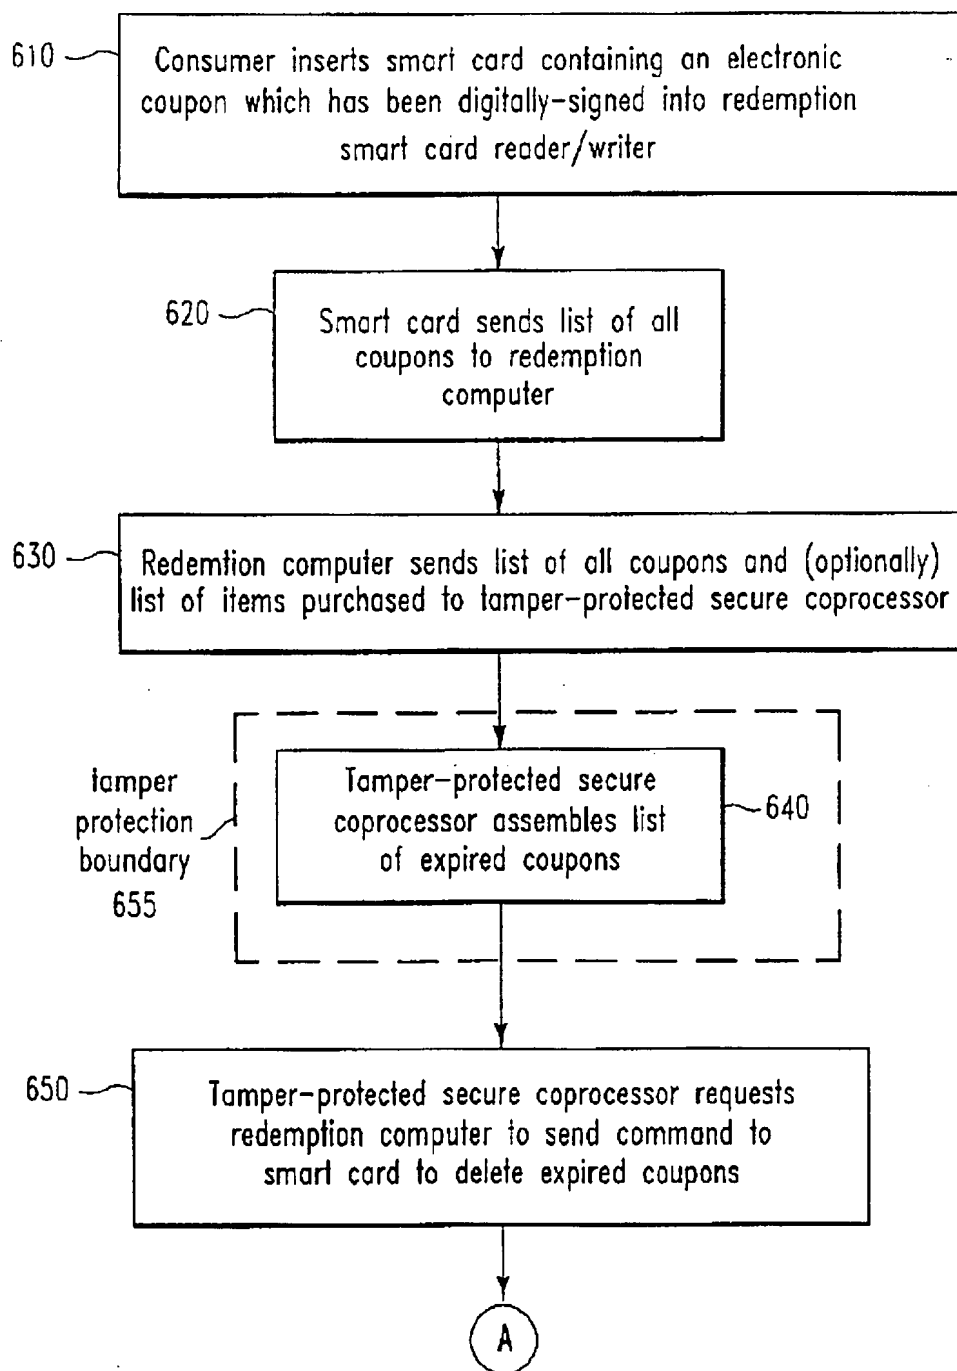 610
Consumer inserts smart card containing an electronic
coupon which has been digitally-signed into redemption
smart card reader/writer
620
Smart card sends list of all
coupons to redemption
computer
630
Redemtion computer sends list of all coupons and (optionally)
list of items purchased to tamper-protected secure coprocessor
tamper
protection
boundary
655
Tamper-protected secure
coprocessor assembles list
of expired coupons
640
650
Tamper-protected secure coprocessor requests
redemption computer to send command to
smart card to delete expired coupons
A